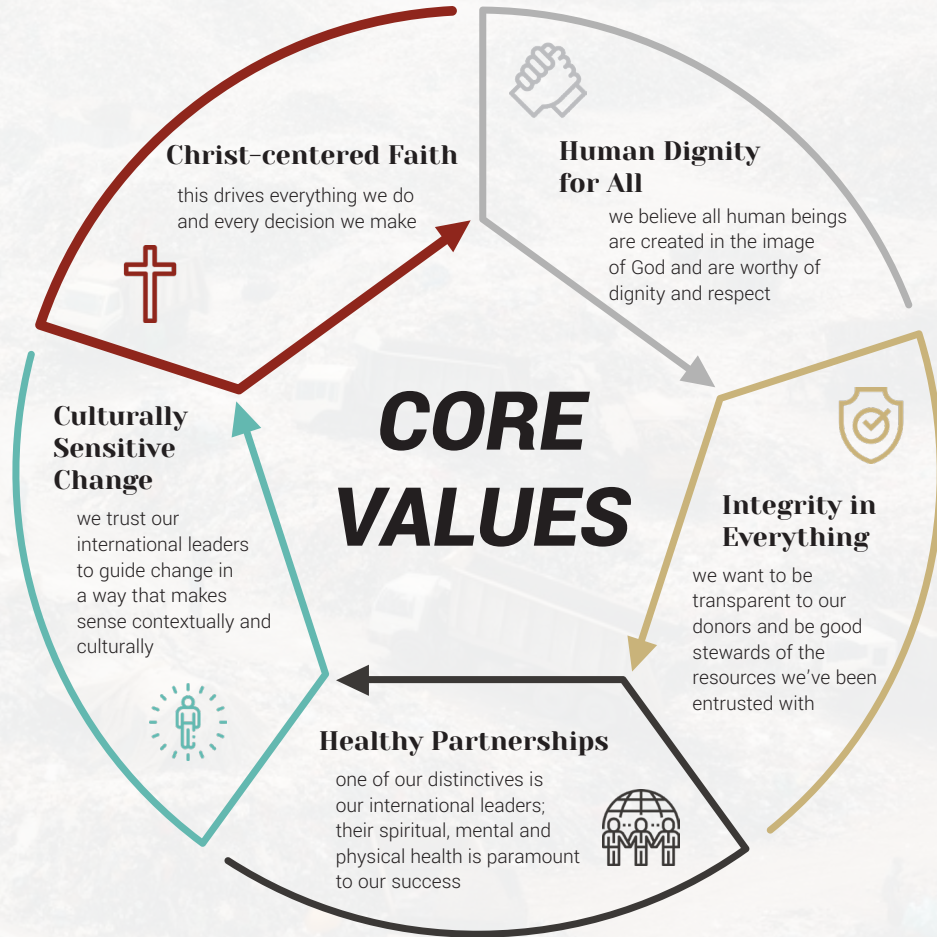 Christ-centered Faith
this drives everything we do
and every decision we make
Human Dignity
for All
we believe all human beings
are created in the image
of God and are worthy of
dignity and respect
CORE
VALUES
Integrity in
Everything
we want to be
transparent to our
donors and be good
stewards of the
resources we’ve been
entrusted with
Healthy Partnerships
one of our distinctives is
our international leaders;
their spiritual, mental and
physical health is paramount
to our success
Culturally
Sensitive
Change
we trust our
international leaders
to guide change in
a way that makes
sense contextually and
culturally